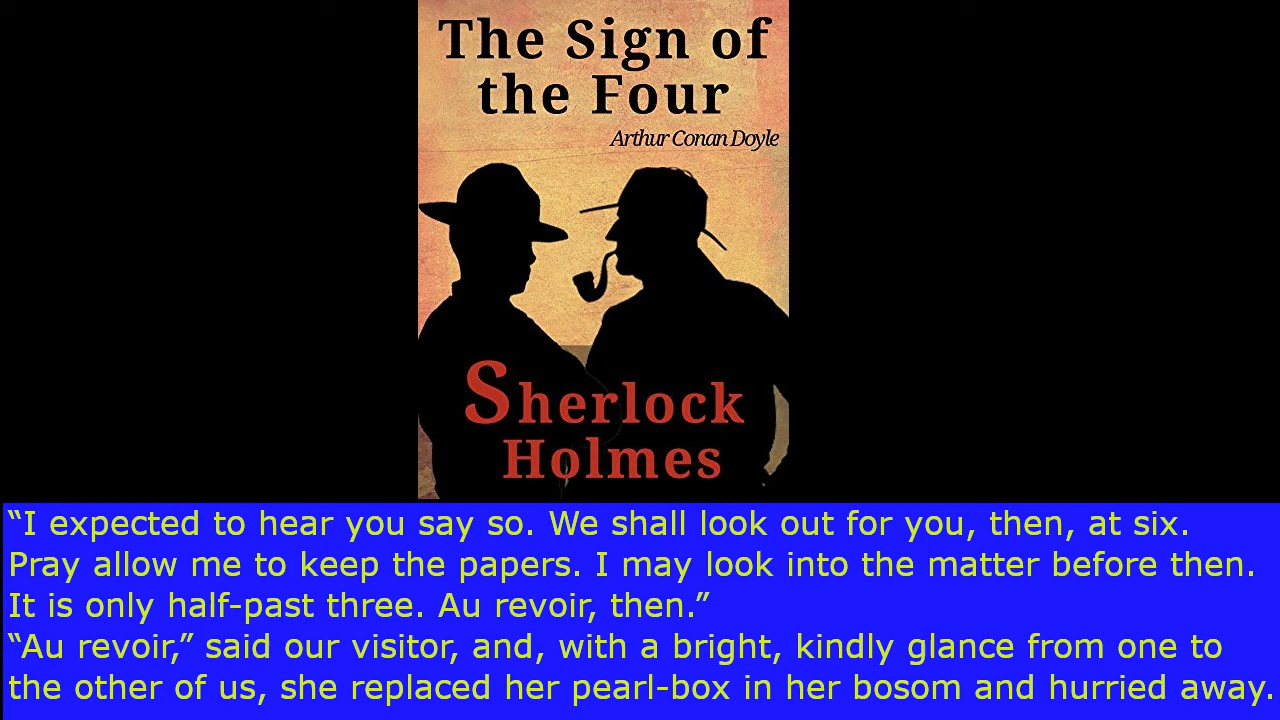 The Sign of
the Four
Arthur Conan Doyle
Sherlock
Holmes
“I expected to hear you say so. We shall look out for you, then, at six.
Pray allow me to keep the papers. I may look into the matter before then.
It is only half-past three. Au revoir, then.”
“Au revoir,” said our visitor, and, with a bright, kindly glance from one to
the other of us, she replaced her pearl-box in her bosom and hurried away.